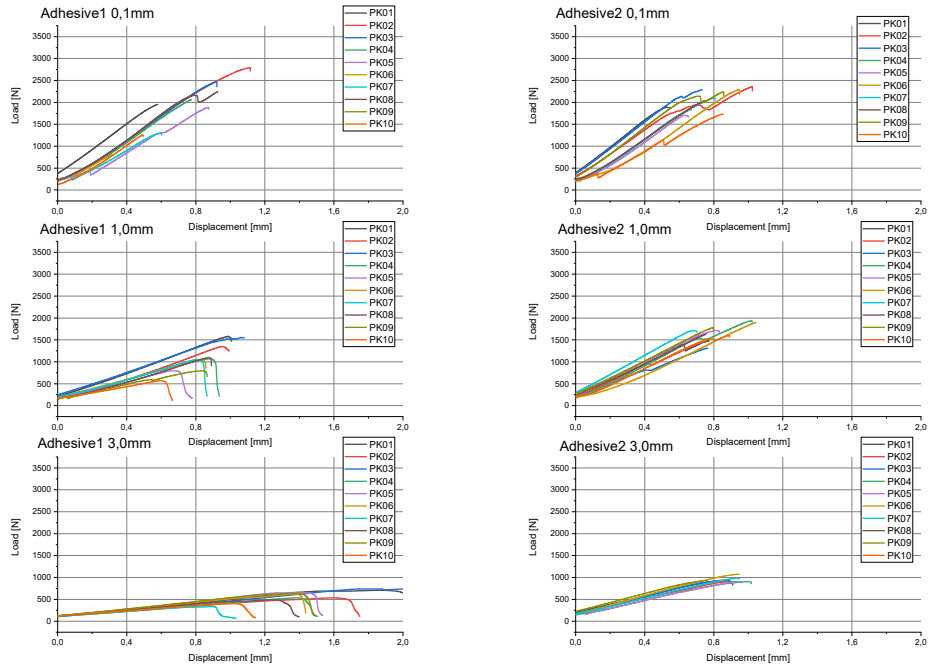 Adhesive1 0,1mm
Load [N]
3500
3000
2500
2000
1500
1000
500
0
0,0 0,4 0,8 1,2 1,6 2,0
Displacement [mm]
PK01
PK02
PK03
PK04
PK05
PK06
PK07
PK08
PK09
PK10
Adhesive2 0,1mm
Load [N]
3500
3000
2500
2000
1500
1000
500
0
0,0 0,4 0,8 1,2 1,6 2,0
Displacement [mm]
PK01
PK02
PK03
PK04
PK05
PK06
PK07
PK08
PK09
PK10
Adhesive1 1,0mm
Load [N]
3500
3000
2500
2000
1500
1000
500
0
0,0 0,4 0,8 1,2 1,6 2,0
Displacement [mm]
PK01
PK02
PK03
PK04
PK05
PK06
PK07
PK08
PK09
PK10
Adhesive2 1,0mm
Load [N]
3500
3000
2500
2000
1500
1000
500
0
0,0 0,4 0,8 1,2 1,6 2,0
Displacement [mm]
PK01
PK02
PK03
PK04
PK05
PK06
PK07
PK08
PK09
PK10
Adhesive1 3,0mm
Load [N]
3500
3000
2500
2000
1500
1000
500
0
0,0 0,4 0,8 1,2 1,6 2,0
Displacement [mm]
PK01
PK02
PK03
PK04
PK05
PK06
PK07
PK08
PK09
PK10
Adhesive2 3,0mm
Load [N]
3500
3000
2500
2000
1500
1000
500
0
0,0 0,4 0,8 1,2 1,6 2,0
Displacement [mm]
PK01
PK02
PK03
PK04
PK05
PK06
PK07
PK08
PK09
PK10